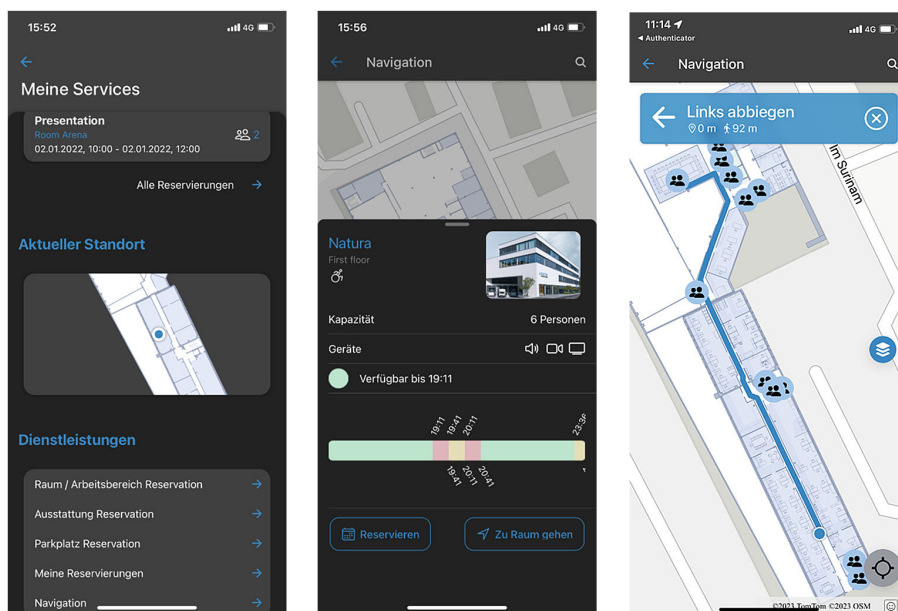 15:52
4G
Meine Services
Presentation
Room Arena
2
02.01.2022, 10:00 - 02.01.2022, 12:00
Alle Reservierungen
Aktueller Standort
Dienstleistungen
Raum / Arbeitsbereich Reservation
Ausstattung Reservation
Parkplatz Reservation
Meine Reservierungen
Navigation
15:56
4G
Navigation
Natura
First floor
Kapazität
6 Personen
Geräte
Verfügbar bis 19:11
19:11
19:41
20:11
23:36
19:41
20:11
20:41
Reservieren
Zu Raum gehen
11:14
4G
Authenticator
Navigation
Links abbiegen
0 m
92 m
Im Surinam
©2023 TomTom ©2023 OSM